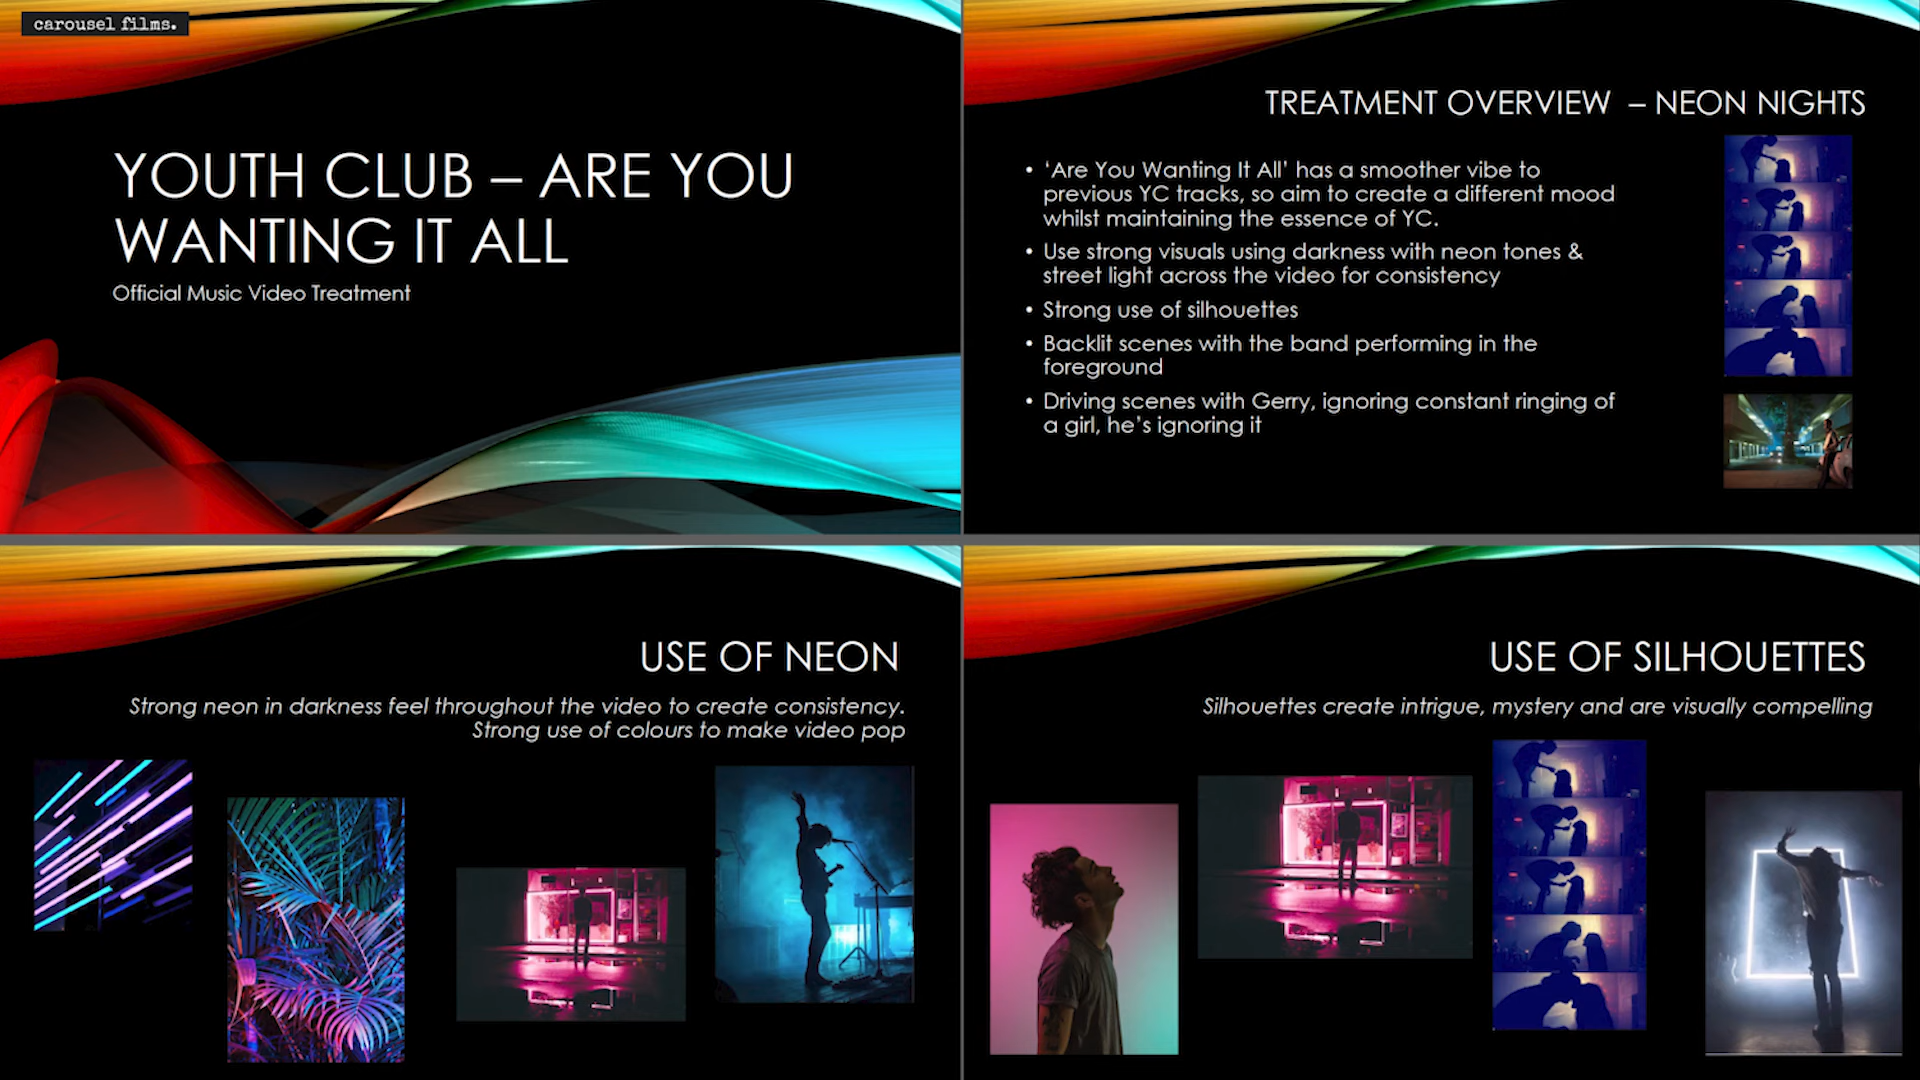 carousel films.
YOUTH CLUB – ARE YOU
WANTING IT ALL
Official Music Video Treatment
TREATMENT OVERVIEW – NEON NIGHTS
• ‘Are You Wanting It All’ has a smoother vibe to
previous YC tracks, so aim to create a different mood
whilst maintaining the essence of YC.
• Use strong visuals using darkness with neon tones &
street light across the video for consistency
• Strong use of silhouettes
• Backlit scenes with the band performing in the
foreground
• Driving scenes with Gerry, ignoring constant ringing of
a girl, he’s ignoring it
USE OF NEON
Strong neon in darkness feel throughout the video to create consistency.
Strong use of colours to make video pop
USE OF SILHOUETTES
Silhouettes create intrigue, mystery and are visually compelling